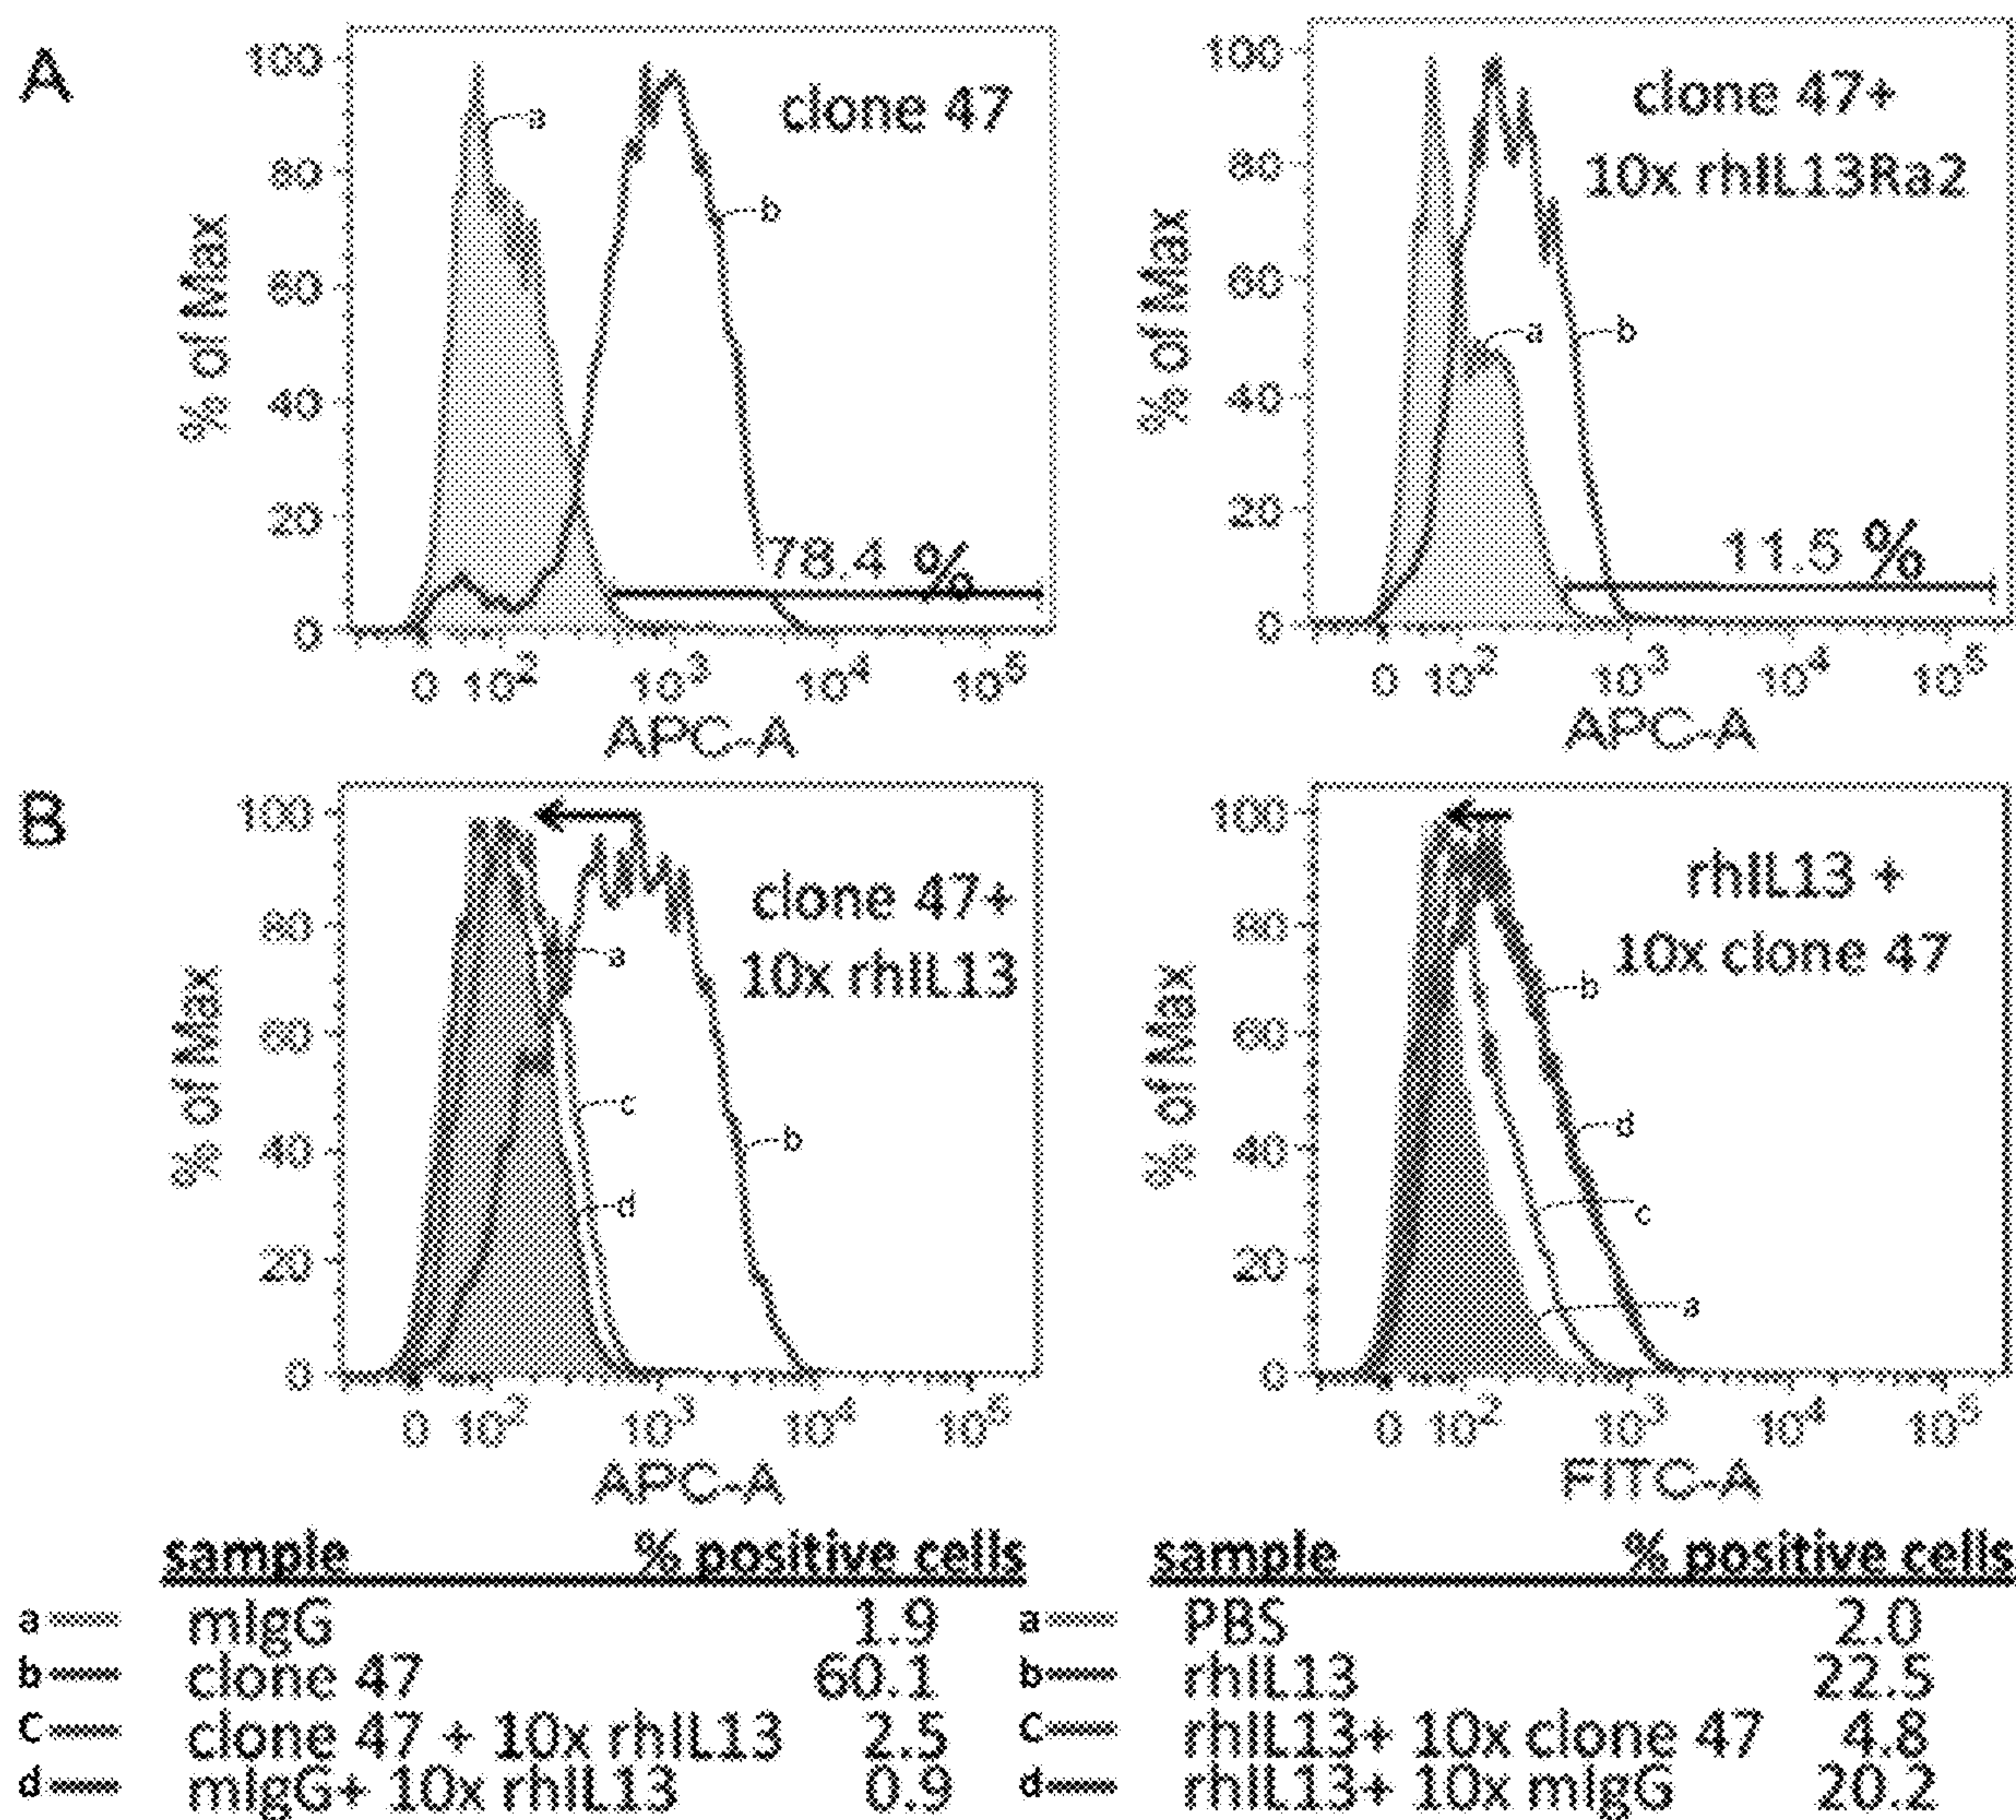 A
clone 47
a
b
% of Max
100
80
60
40
20
0
78.4 %
0 10² 10³ 10⁴ 10⁵
APC-A
clone 47+
10x rhIL13Ra2
a
b
% of Max
100
80
60
40
20
0
11.5 %
0 10² 10³ 10⁴ 10⁵
APC-A
B
clone 47+
10x rhIL13
a
c
b
d
% of Max
100
80
60
40
20
0
0 10² 10³ 10⁴ 10⁵
APC-A
rhIL13 +
10x clone 47
b
d
c
a
% of Max
100
80
60
40
20
0
0 10² 10³ 10⁴ 10⁵
FITC-A
sample % positive cells
a mIgG 1.9
b clone 47 60.1
c clone 47 + 10x rhIL13 2.5
d mIgG+ 10x rhIL13 0.9
sample % positive cells
a PBS 2.0
b rhIL13 22.5
c rhIL13+ 10x clone 47 4.8
d rhIL13+ 10x mIgG 20.2